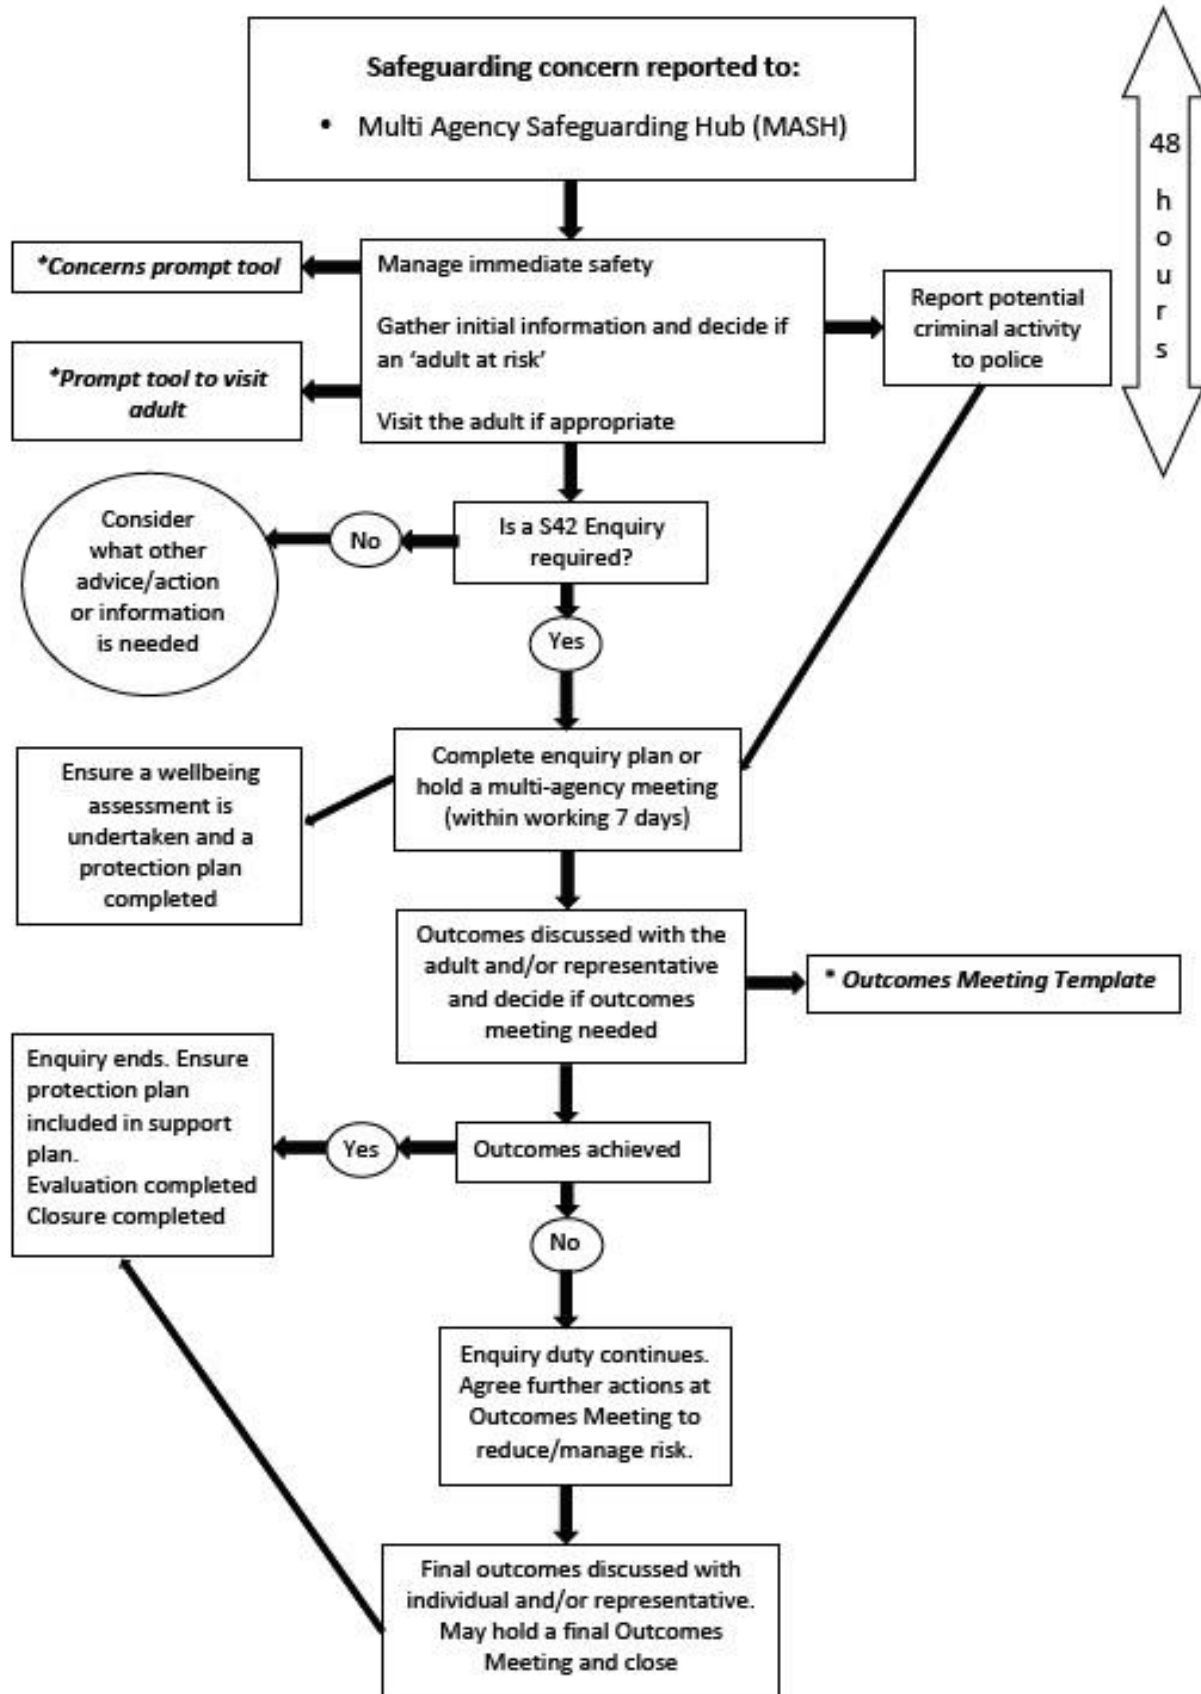 Safeguarding concern reported to:
• Multi Agency Safeguarding Hub (MASH)
48
hours
*Concerns prompt tool
Manage immediate safety
Gather initial information and decide if
an ‘adult at risk’
Visit the adult if appropriate
*Prompt tool to visit
adult
Report potential
criminal activity
to police
Is a S42 Enquiry
required?
No
Consider
what other
advice/action
or information
is needed
Yes
Complete enquiry plan or
hold a multi-agency meeting
(within working 7 days)
Ensure a wellbeing
assessment is
undertaken and a
protection plan
completed
Outcomes discussed with the
adult and/or representative
and decide if outcomes
meeting needed
* Outcomes Meeting Template
Outcomes achieved
Yes
Enquiry ends. Ensure
protection plan
included in support
plan.
Evaluation completed
Closure completed
No
Enquiry duty continues.
Agree further actions at
Outcomes Meeting to
reduce/manage risk.
Final outcomes discussed with
individual and/or representative.
May hold a final Outcomes
Meeting and close